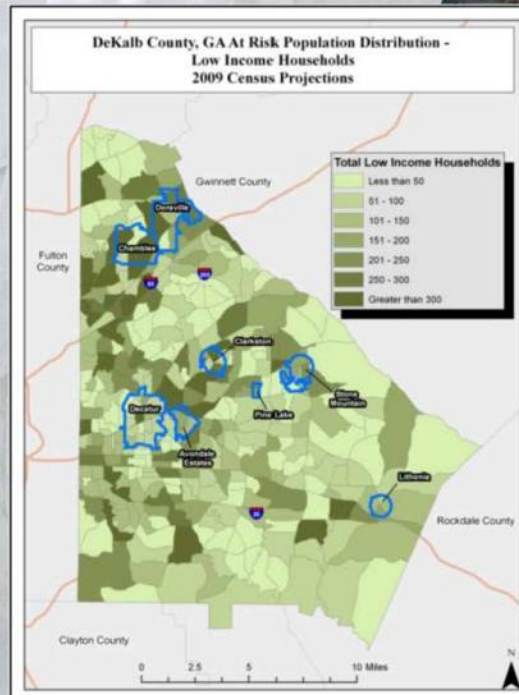 DeKalb County, GA At Risk Population Distribution -
Low Income Households
2009 Census Projections
Gwinnett County
Total Low Income Households
Less than 50
51 - 100
101 - 150
151 - 200
201 - 250
250 - 300
Greater than 300
Doraville
Chamblee
Fulton
County
85
285
Clarkston
Stone
Mountain
Pine Lake
Decatur
Avondale
Estates
Lithonia
20
Rockdale County
Clayton County
0
2.5
5
10 Miles
N